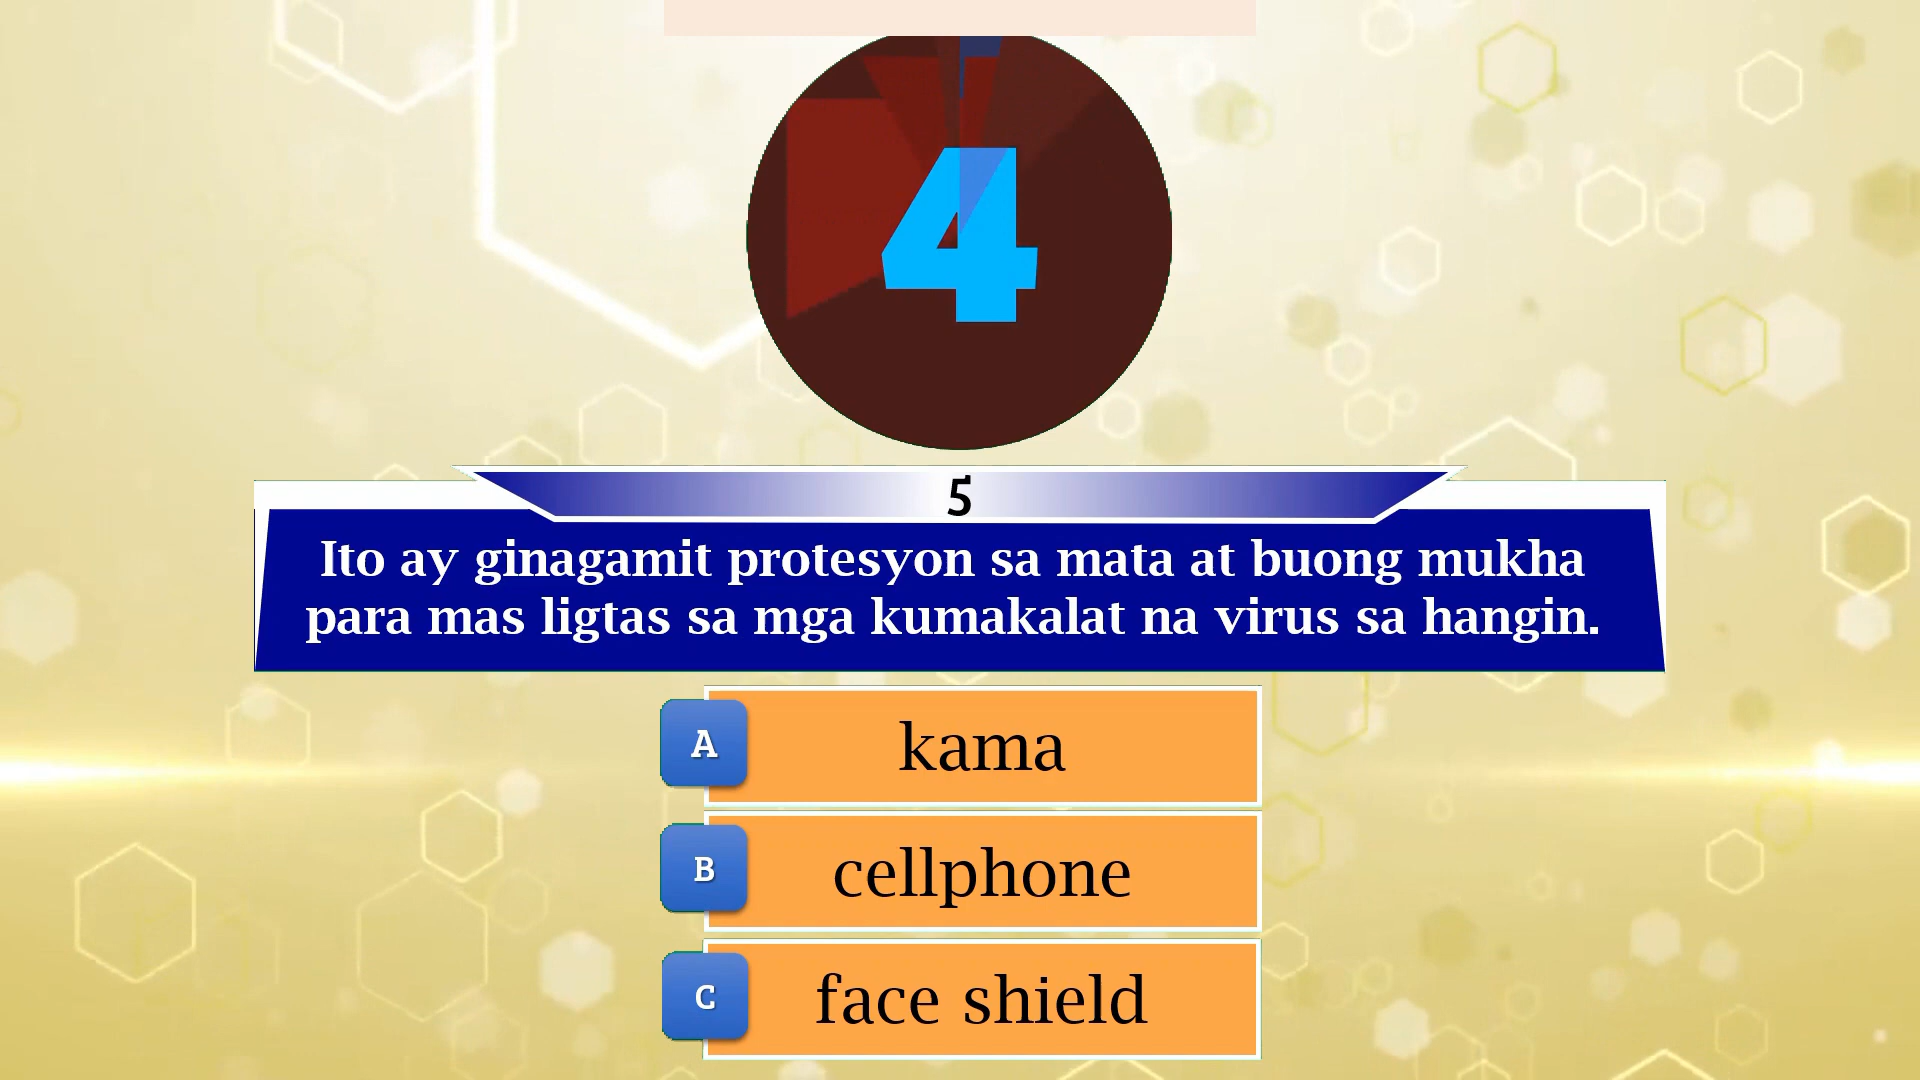 4
5
Ito ay ginagamit protesyon sa mata at buong mukha
para mas ligtas sa mga kumakalat na virus sa hangin.
A kama
B cellphone
C face shield